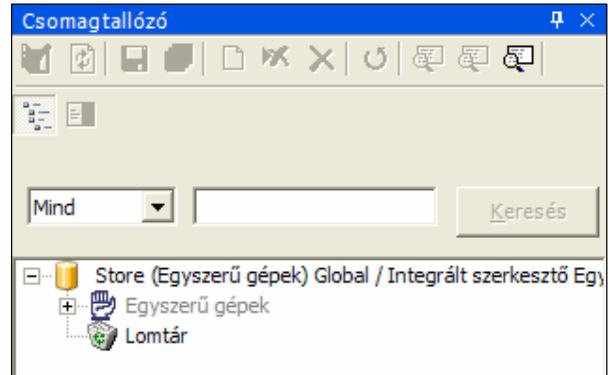 Csomagtallózó
Mind
Keresés
Store (Egyszerű gépek) Global / Integrált szerkesztő Egy
Egyszerű gépek
Lomtár